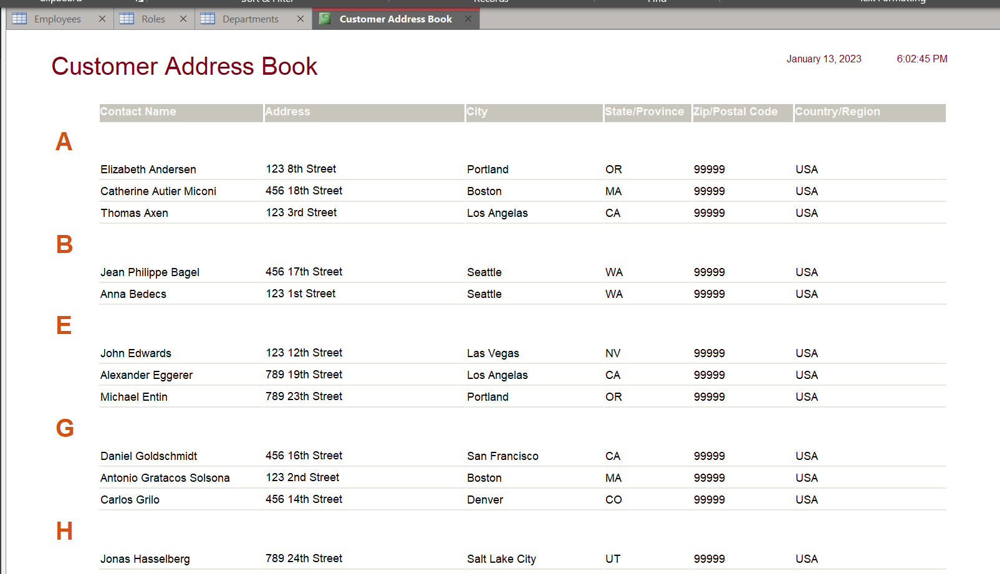 Clipboard Sort & Filter Records Find Text Formatting
Employees Roles Departments Customer Address Book
Customer Address Book January 13, 2023 6:02:45 PM
Contact Name Address City State/Province Zip/Postal Code Country/Region
A
Elizabeth Andersen 123 8th Street Portland OR 99999 USA
Catherine Autier Miconi 456 18th Street Boston MA 99999 USA
Thomas Axen 123 3rd Street Los Angelas CA 99999 USA
B
Jean Philippe Bagel 456 17th Street Seattle WA 99999 USA
Anna Bedecs 123 1st Street Seattle WA 99999 USA
E
John Edwards 123 12th Street Las Vegas NV 99999 USA
Alexander Eggerer 789 19th Street Los Angelas CA 99999 USA
Michael Entin 789 23th Street Portland OR 99999 USA
G
Daniel Goldschmidt 456 16th Street San Francisco CA 99999 USA
Antonio Gratacos Solsona 123 2nd Street Boston MA 99999 USA
Carlos Grilo 456 14th Street Denver CO 99999 USA
H
Jonas Hasselberg 789 24th Street Salt Lake City UT 99999 USA